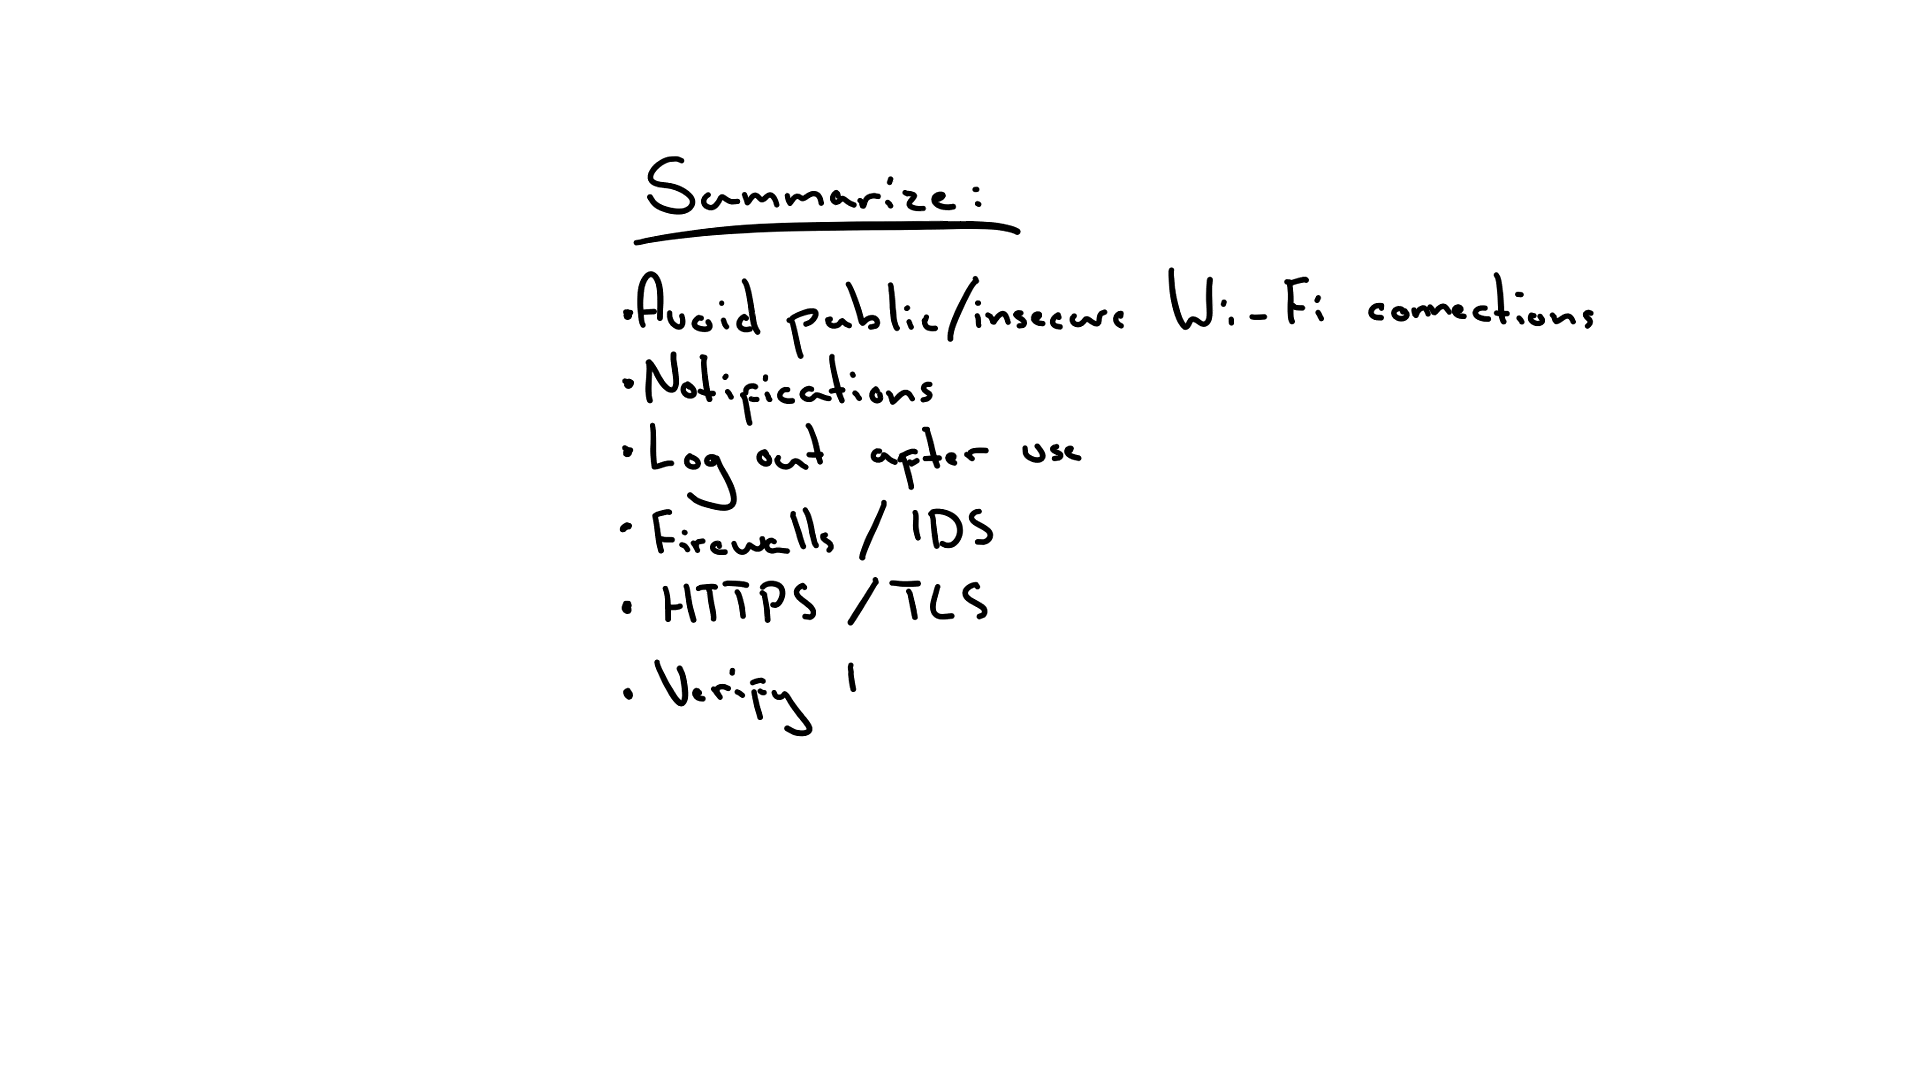 Summarize:
•Avoid public/insecure Wi-Fi connections
•Notifications
•Log out after use
•Firewalls / IDS
• HTTPS / TLS
• Verify